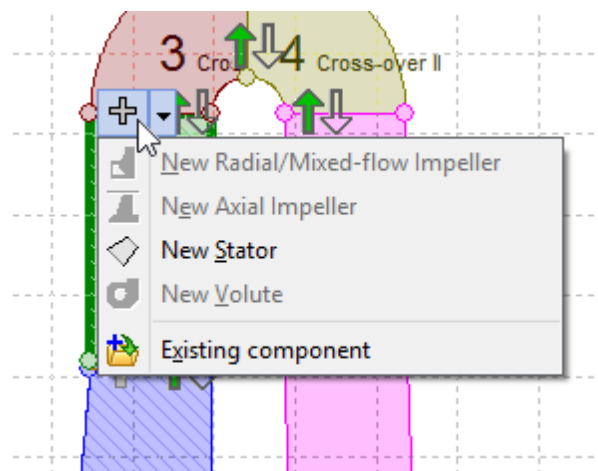 3 Cro
4 Cross-over II
New Radial/Mixed-flow Impeller
New Axial Impeller
New Stator
New Volute
Existing component